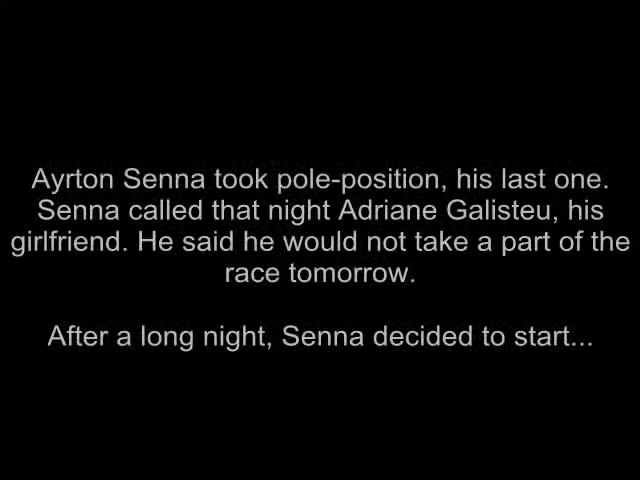 Ayrton Senna took pole-position, his last one.
Senna called that night Adriane Galisteu, his
girlfriend. He said he would not take a part of the
race tomorrow.
After a long night, Senna decided to start...